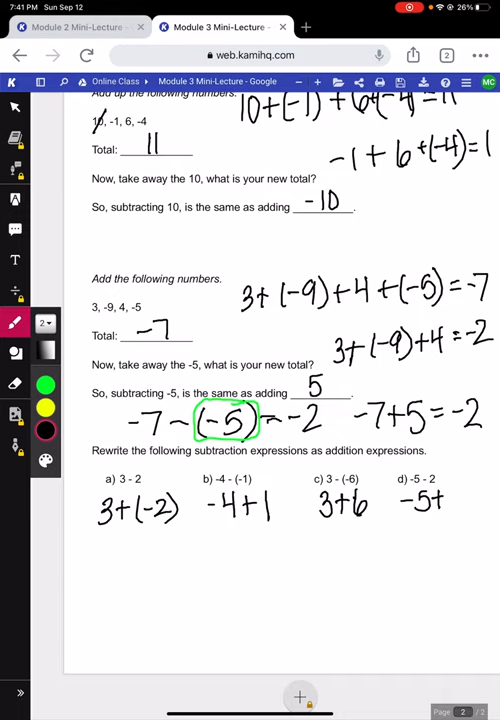 7:41 PM Sun Sep 12
26%
Module 2 Mini-Lecture
Module 3 Mini-Lecture
web.kamihq.com
2
K
Online Class
Module 3 Mini-Lecture - Google
MC
Add up the following numbers.
10 + (-1) + 6 + (-4) = 11
10, -1, 6, -4
Total: 11
-1 + 6 + (-4) = 1
Now, take away the 10, what is your new total?
So, subtracting 10, is the same as adding -10.
Add the following numbers.
3, -9, 4, -5
3 + (-9) + 4 + (-5) = -7
Total: -7
3 + (-9) + 4 = -2
Now, take away the -5, what is your new total?
So, subtracting -5, is the same as adding 5
-7 - (-5) = -2
-7 + 5 = -2
Rewrite the following subtraction expressions as addition expressions.
a) 3 - 2 b) -4 - (-1) c) 3 - (-6) d) -5 - 2
3 + (-2) -4 + 1 3 + 6 -5 +
Page 2 / 2